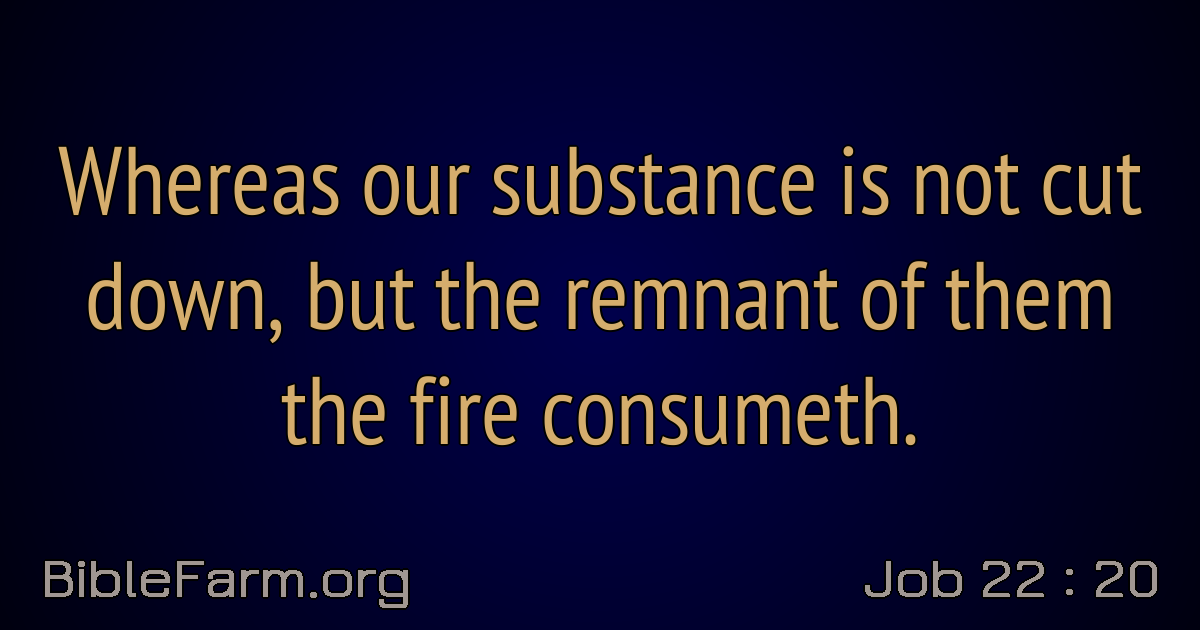 Whereas our substance is not cut
down, but the remnant of them
the fire consumeth.
BibleFarm.org
Job 22 : 20